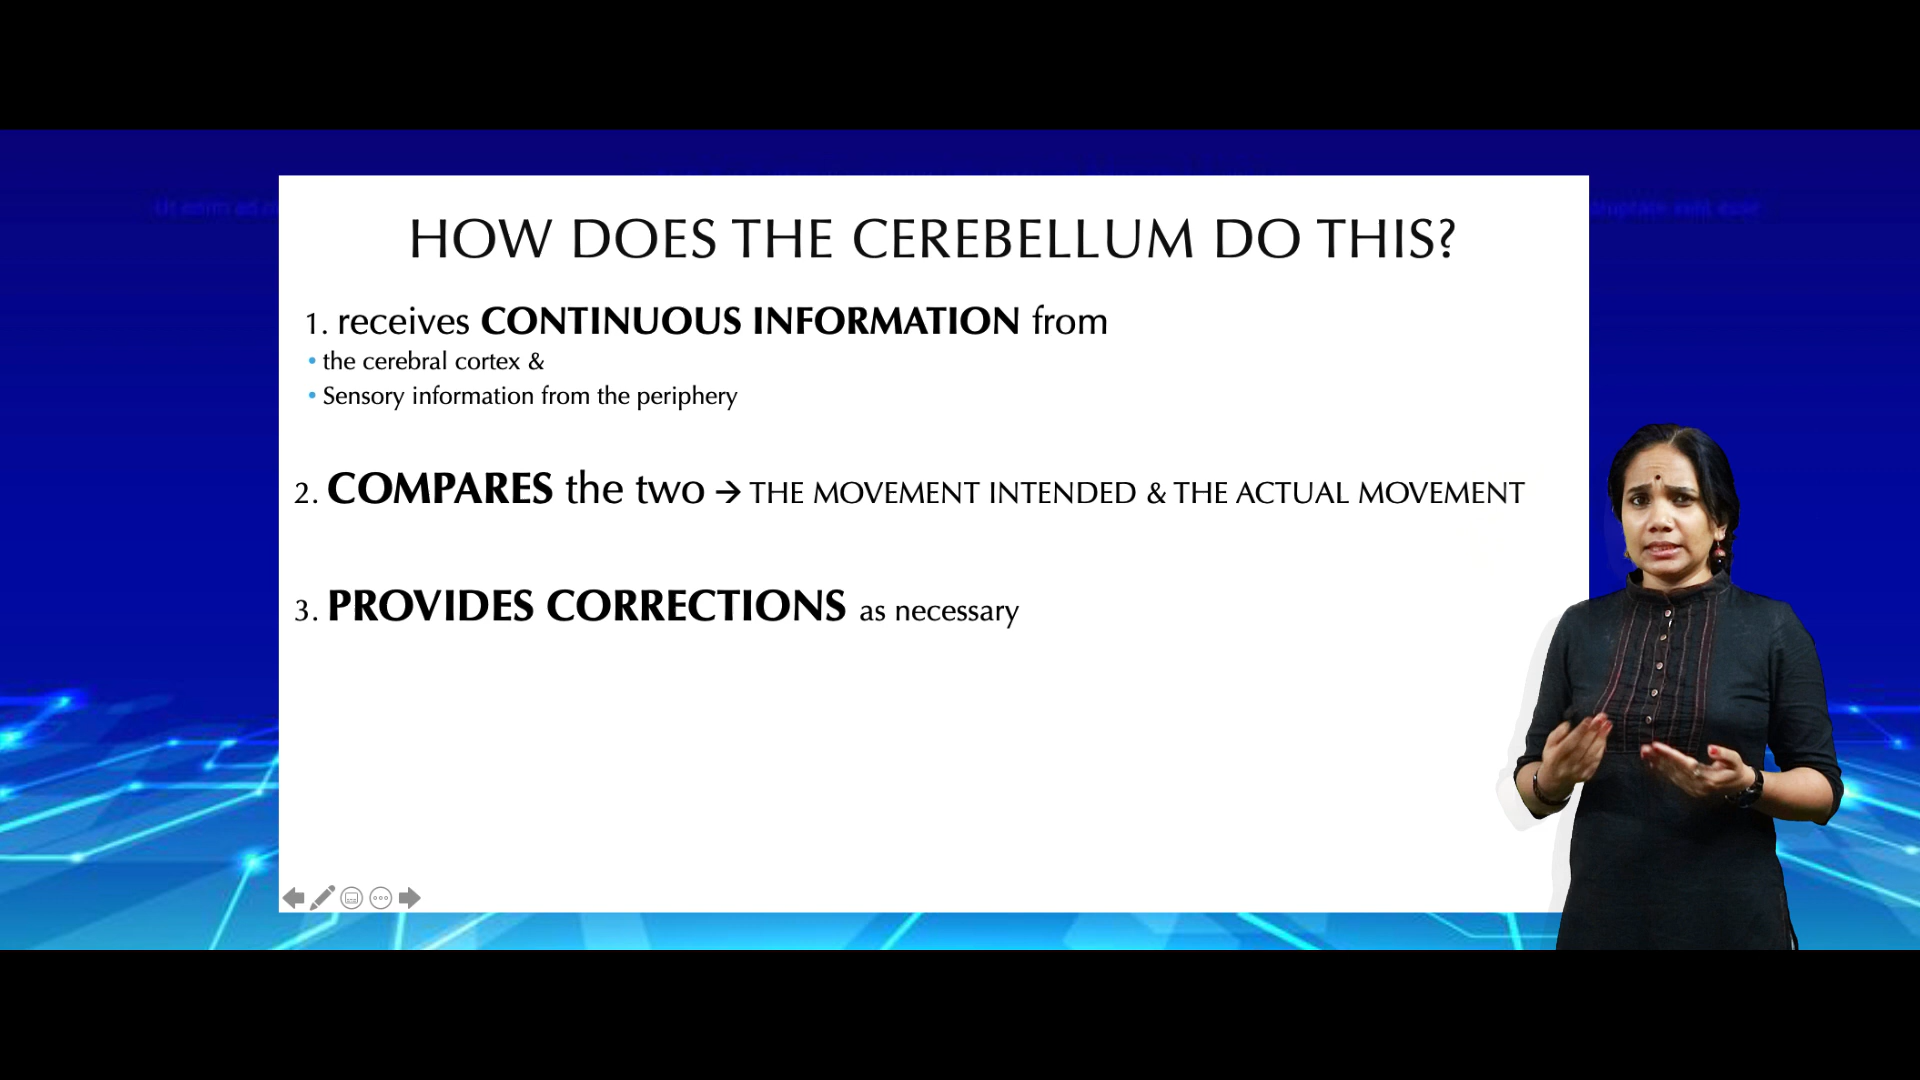 HOW DOES THE CEREBELLUM DO THIS?
1. receives CONTINUOUS INFORMATION from
• the cerebral cortex &
• Sensory information from the periphery
2. COMPARES the two → THE MOVEMENT INTENDED & THE ACTUAL MOVEMENT
3. PROVIDES CORRECTIONS as necessary